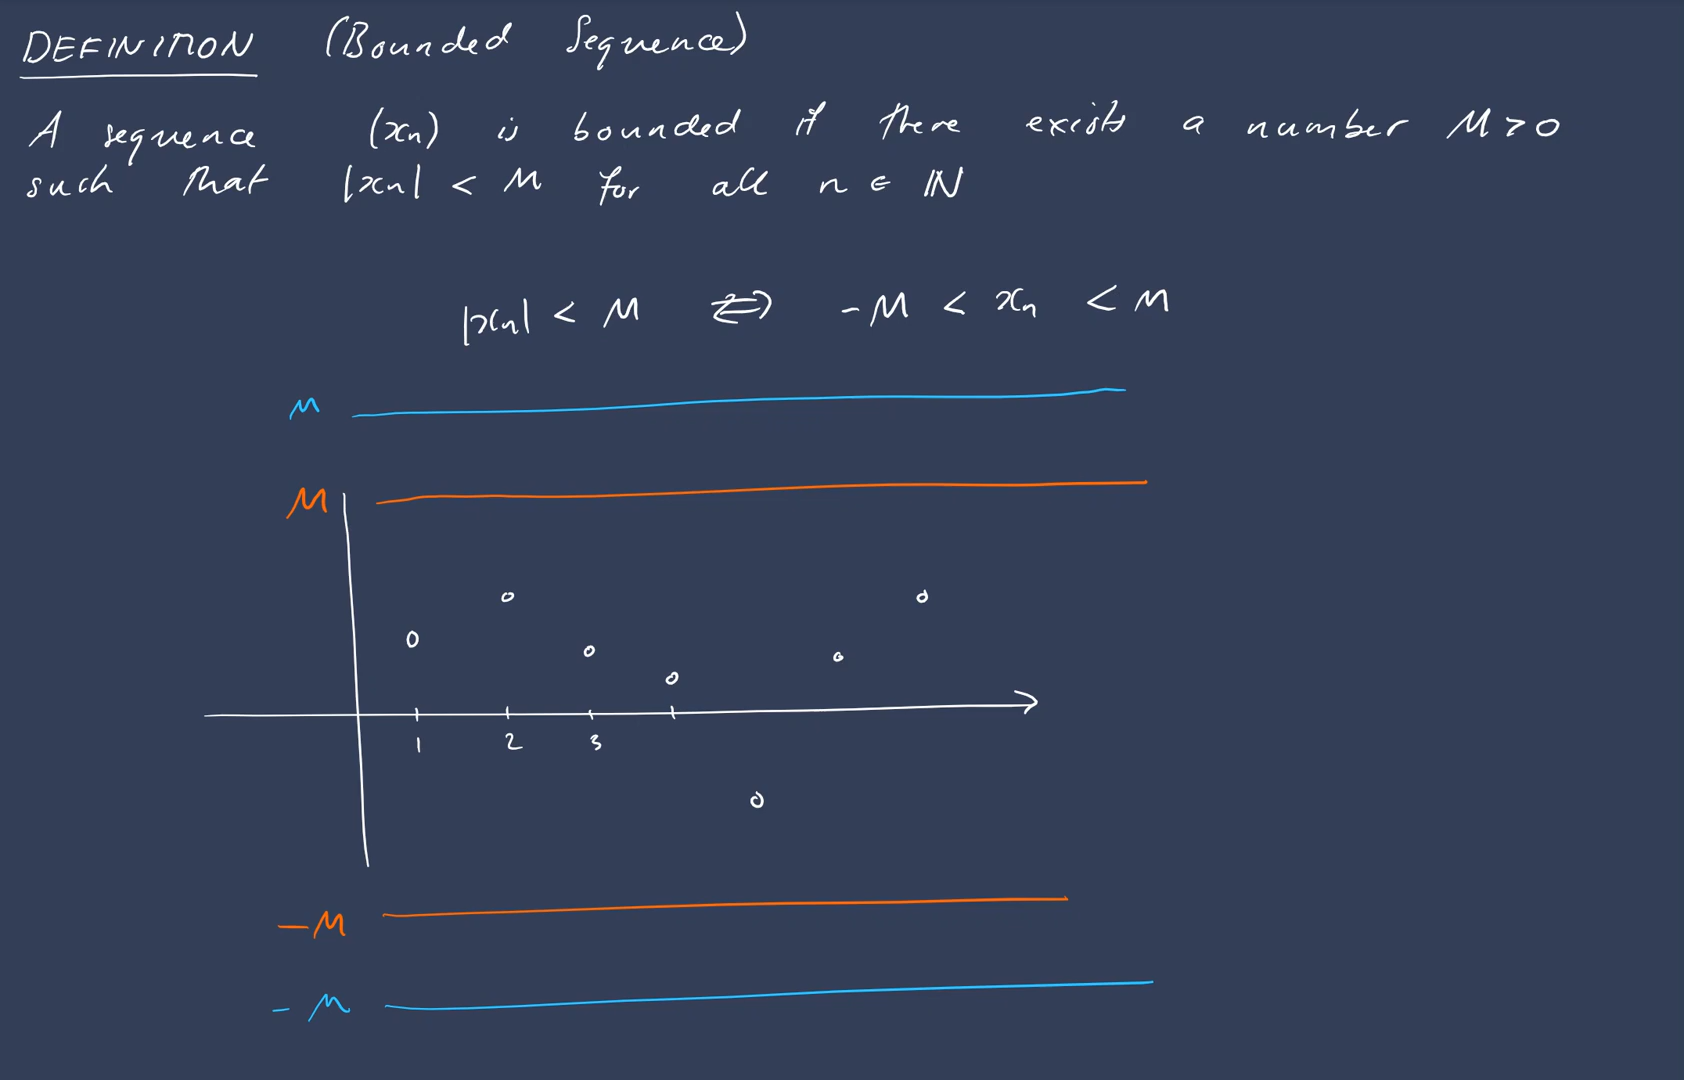 DEFINITION (Bounded Sequence)
A sequence (xn) is bounded if there exists a number M>0
such that |xn| < M for all n ∈ ℕ
|xn| < M ⇔ -M < xn < M
M
M
1 2 3
-M
-M